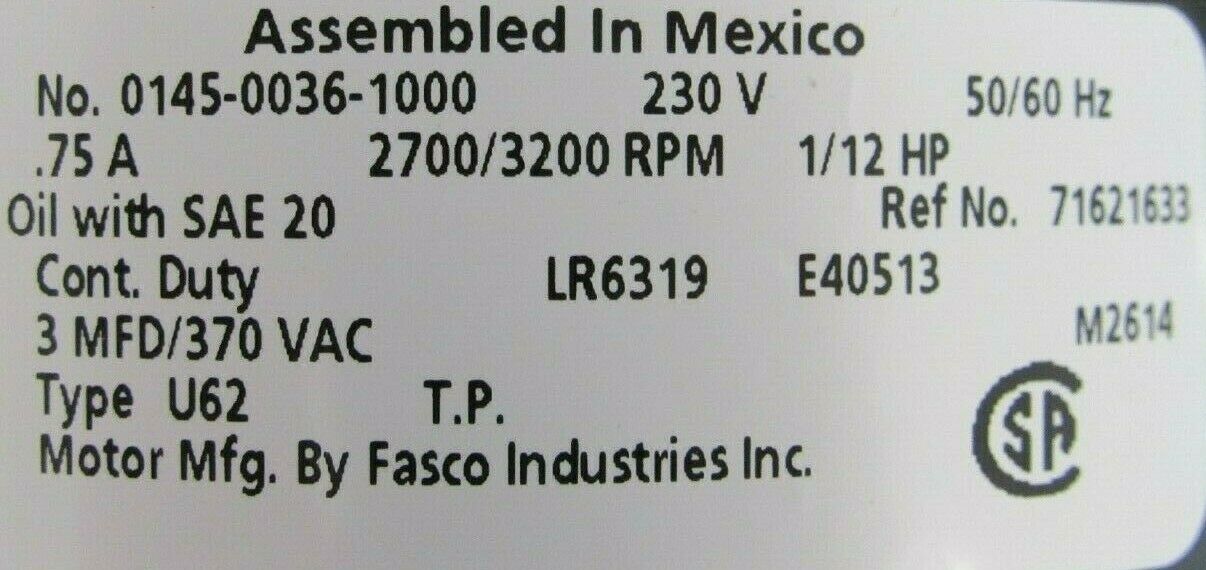 Assembled In Mexico
No. 0145-0036-1000 230 V 50/60 Hz
.75 A 2700/3200 RPM 1/12 HP
Oil with SAE 20 Ref No. 71621633
Cont. Duty LR6319 E40513
3 MFD/370 VAC M2614
Type U62 T.P.
Motor Mfg. By Fasco Industries Inc.
SA